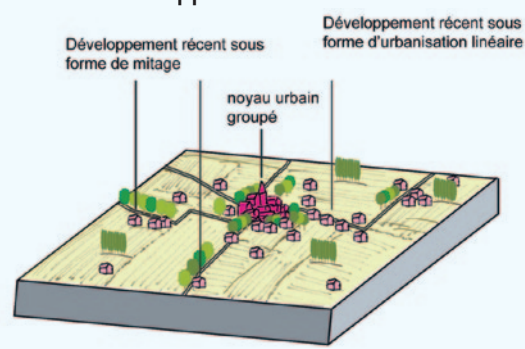 Développement récent sous
forme d'urbanisation linéaire
Développement récent sous
forme de mitage
noyau urbain
groupé